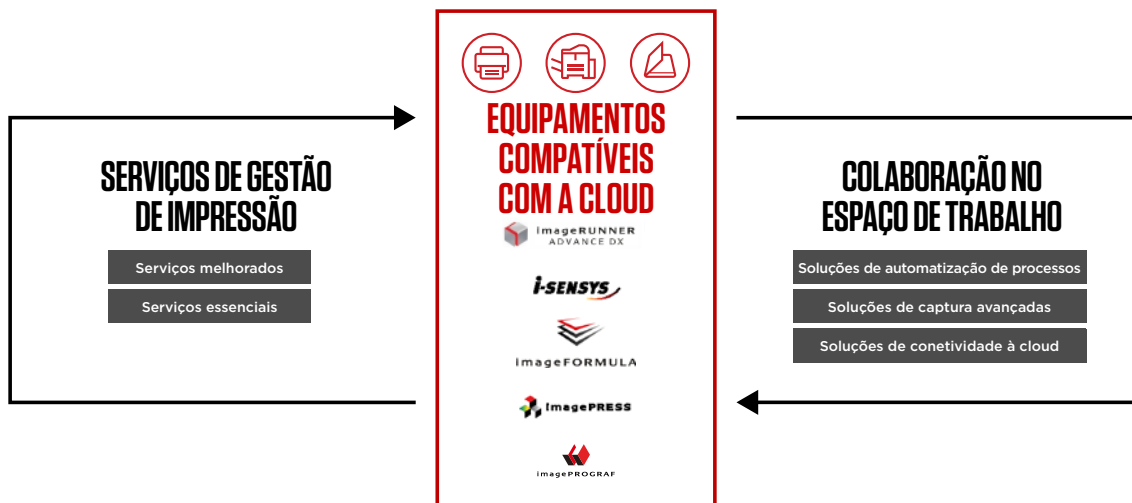 SERVIÇOS DE GESTÃO
DE IMPRESSÃO
Serviços melhorados
Serviços essenciais
EQUIPAMENTOS
COMPATÍVEIS
COM A CLOUD
imageRUNNER
ADVANCE DX
i-SENSYS
imageFORMULA
imagePRESS
imagePROGRAF
COLABORAÇÃO NO
ESPAÇO DE TRABALHO
Soluções de automatização de processos
Soluções de captura avançadas
Soluções de conetividade à cloud